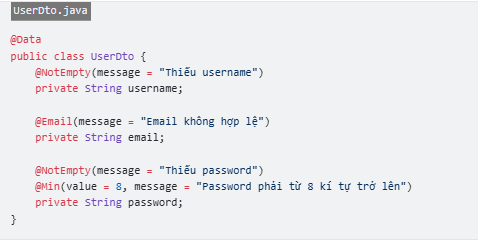 UserDto.java
@Data
public class UserDto {
    @NotEmpty(message = "Thiếu username")
    private String username;
    @Email(message = "Email không hợp lệ")
    private String email;
    @NotEmpty(message = "Thiếu password")
    @Min(value = 8, message = "Password phải từ 8 kí tự trở lên")
    private String password;
}